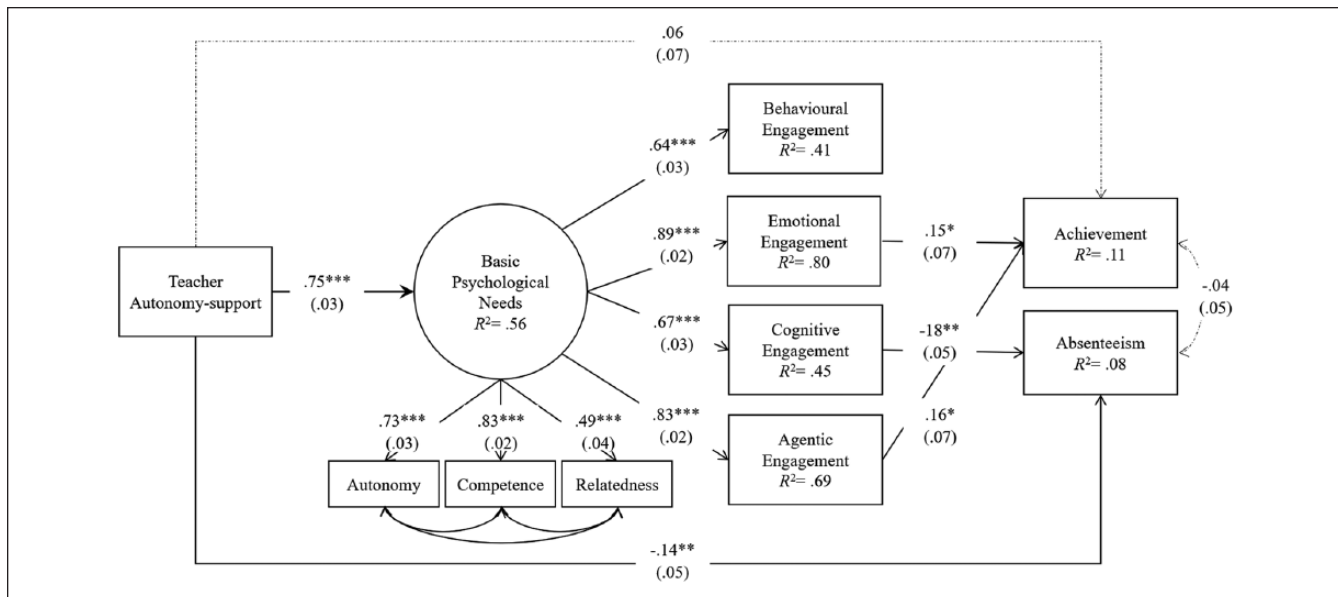 .06
(.07)
Behavioural
Engagement
R²= .41
.64***
(.03)
Emotional
Engagement
R²= .80
.89***
(.02)
.15*
(.07)
Achievement
R²= .11
Teacher
Autonomy-support
.75***
(.03)
Basic
Psychological
Needs
R²= .56
-.04
(.05)
.67***
(.03)
Cognitive
Engagement
R²= .45
-18**
(.05)
Absenteeism
R²= .08
.83***
(.02)
Agentic
Engagement
R²= .69
.16*
(.07)
.73***
(.03)
.83***
(.02)
.49***
(.04)
Autonomy
Competence
Relatedness
-.14**
(.05)